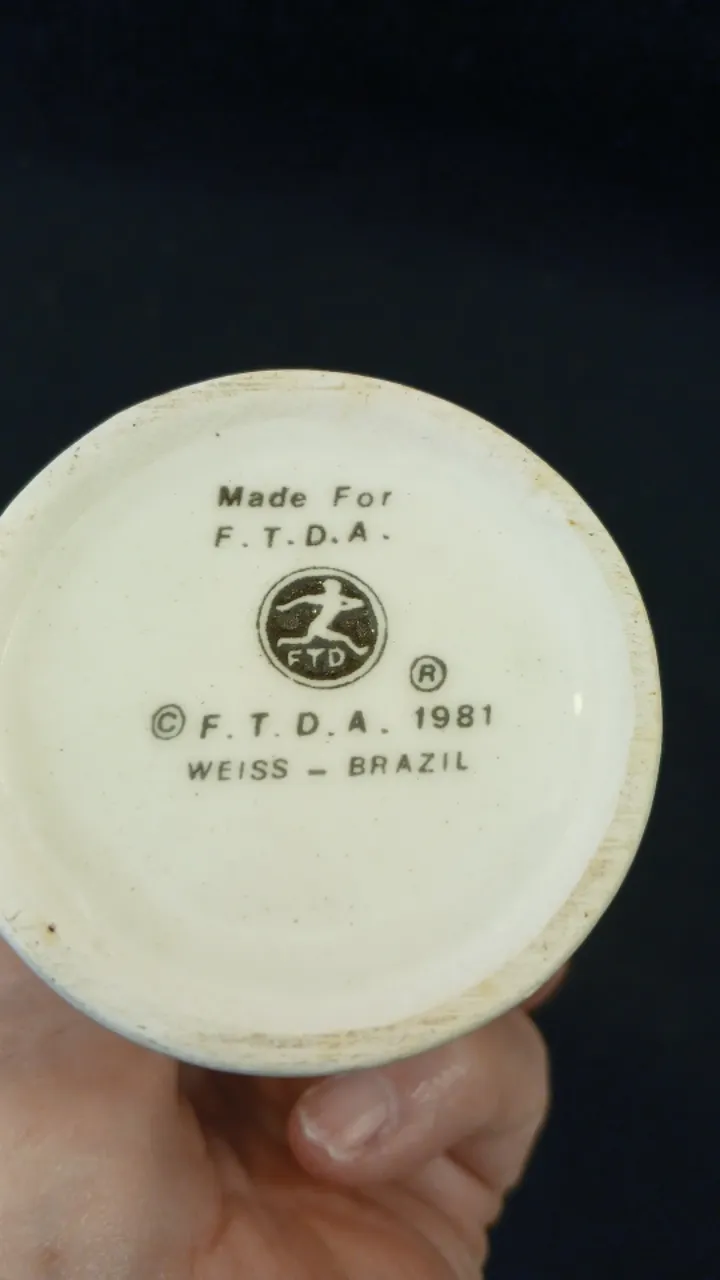 Made For
F.T.D.A.
FTD
®
© F.T.D.A. 1981
WEISS – BRAZIL